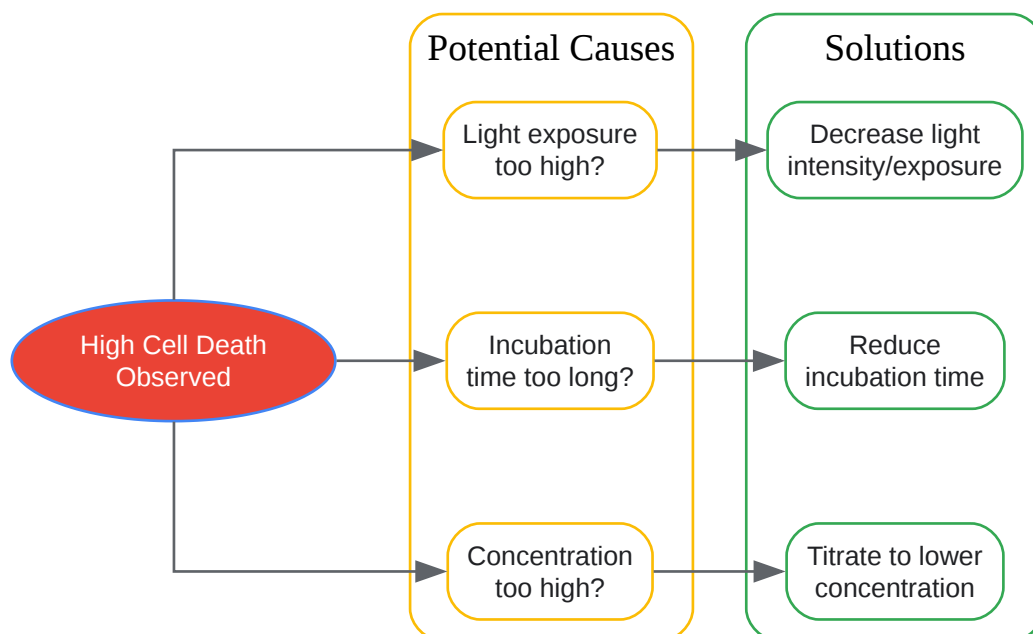 Potential Causes
Solutions
Light exposure
too high?
Decrease light
intensity/exposure
High Cell Death
Observed
Incubation
time too long?
Reduce
incubation time
Concentration
too high?
Titrate to lower
concentration